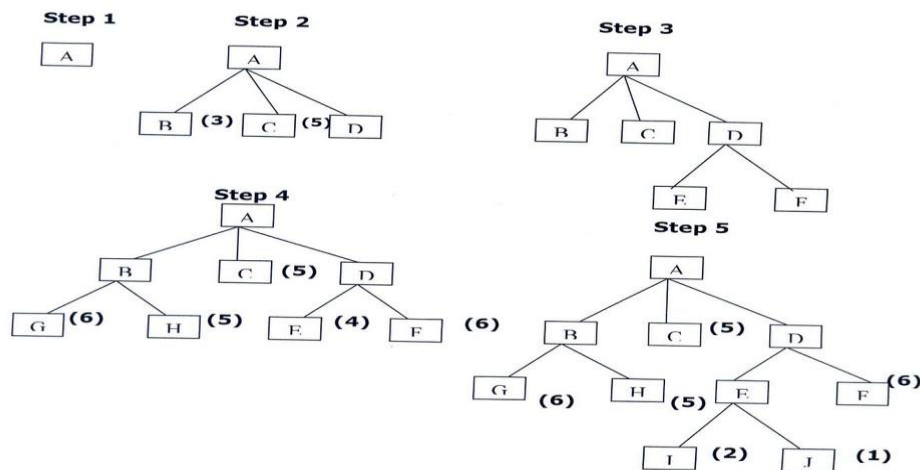 Step 1
A
Step 2
A
B (3) C (5) D
Step 3
A
B C D
E F
Step 4
A
B C (5) D
G (6) H (5) E (4) F (6)
Step 5
A
B C (5) D
G (6) H (5) E F (6)
I (2) J (1)